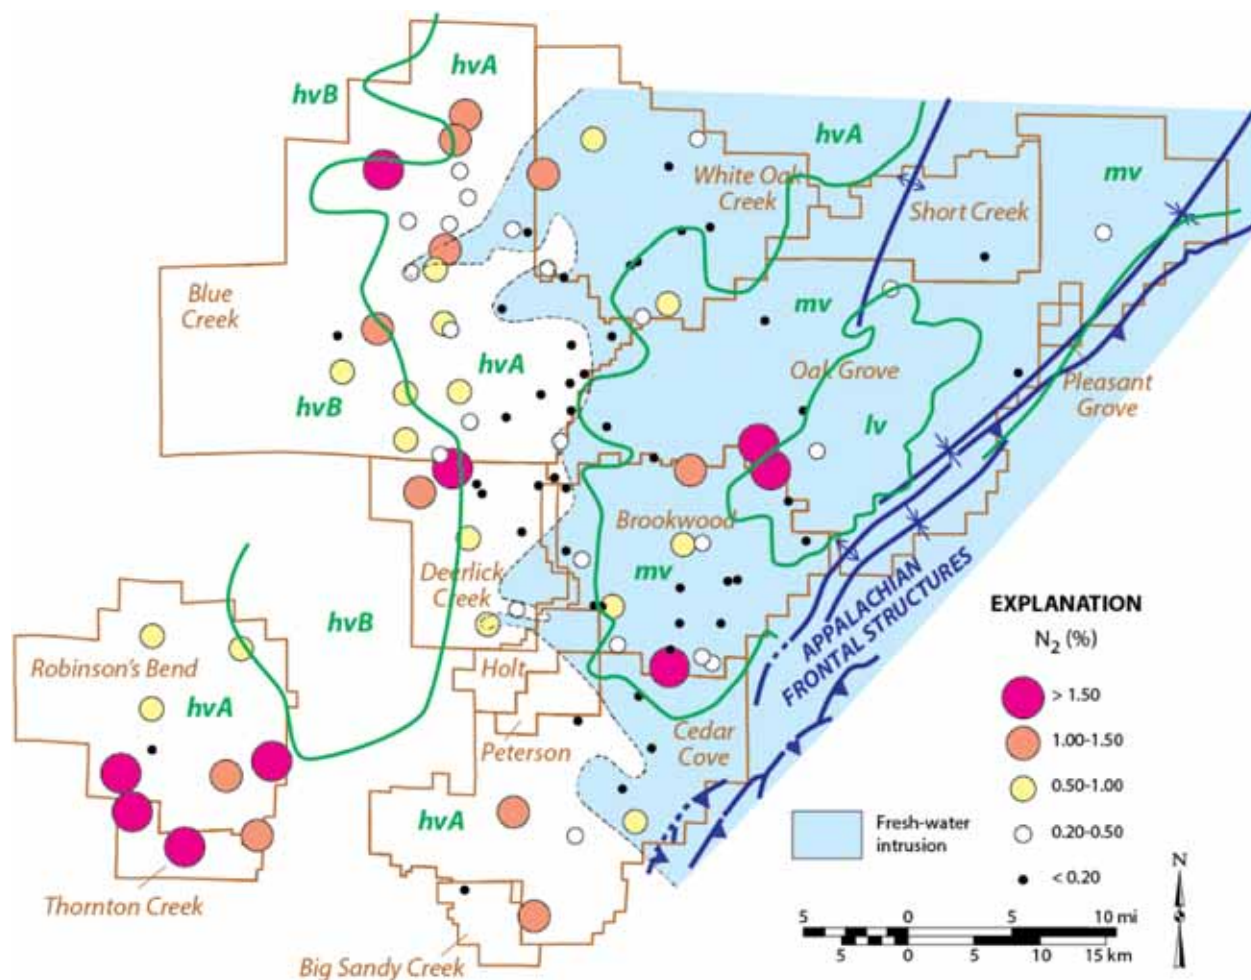 hvA
hvB
hvA
White Oak
Creek
Short Creek
mv
Blue
Creek
mv
hvA
Oak Grove
Pleasant
Grove
hvB
lv
Brookwood
Deerlick
Creek
mv
hvB
Robinson's Bend
hvA
Holt
Peterson
Cedar
Cove
hvA
Thornton Creek
Big Sandy Creek
APPALACHIAN
FRONTAL STRUCTURES
EXPLANATION
N2 (%)
> 1.50
1.00-1.50
0.50-1.00
0.20-0.50
< 0.20
Fresh-water
intrusion
N
5 0 5 10 mi
5 0 5 10 15 km